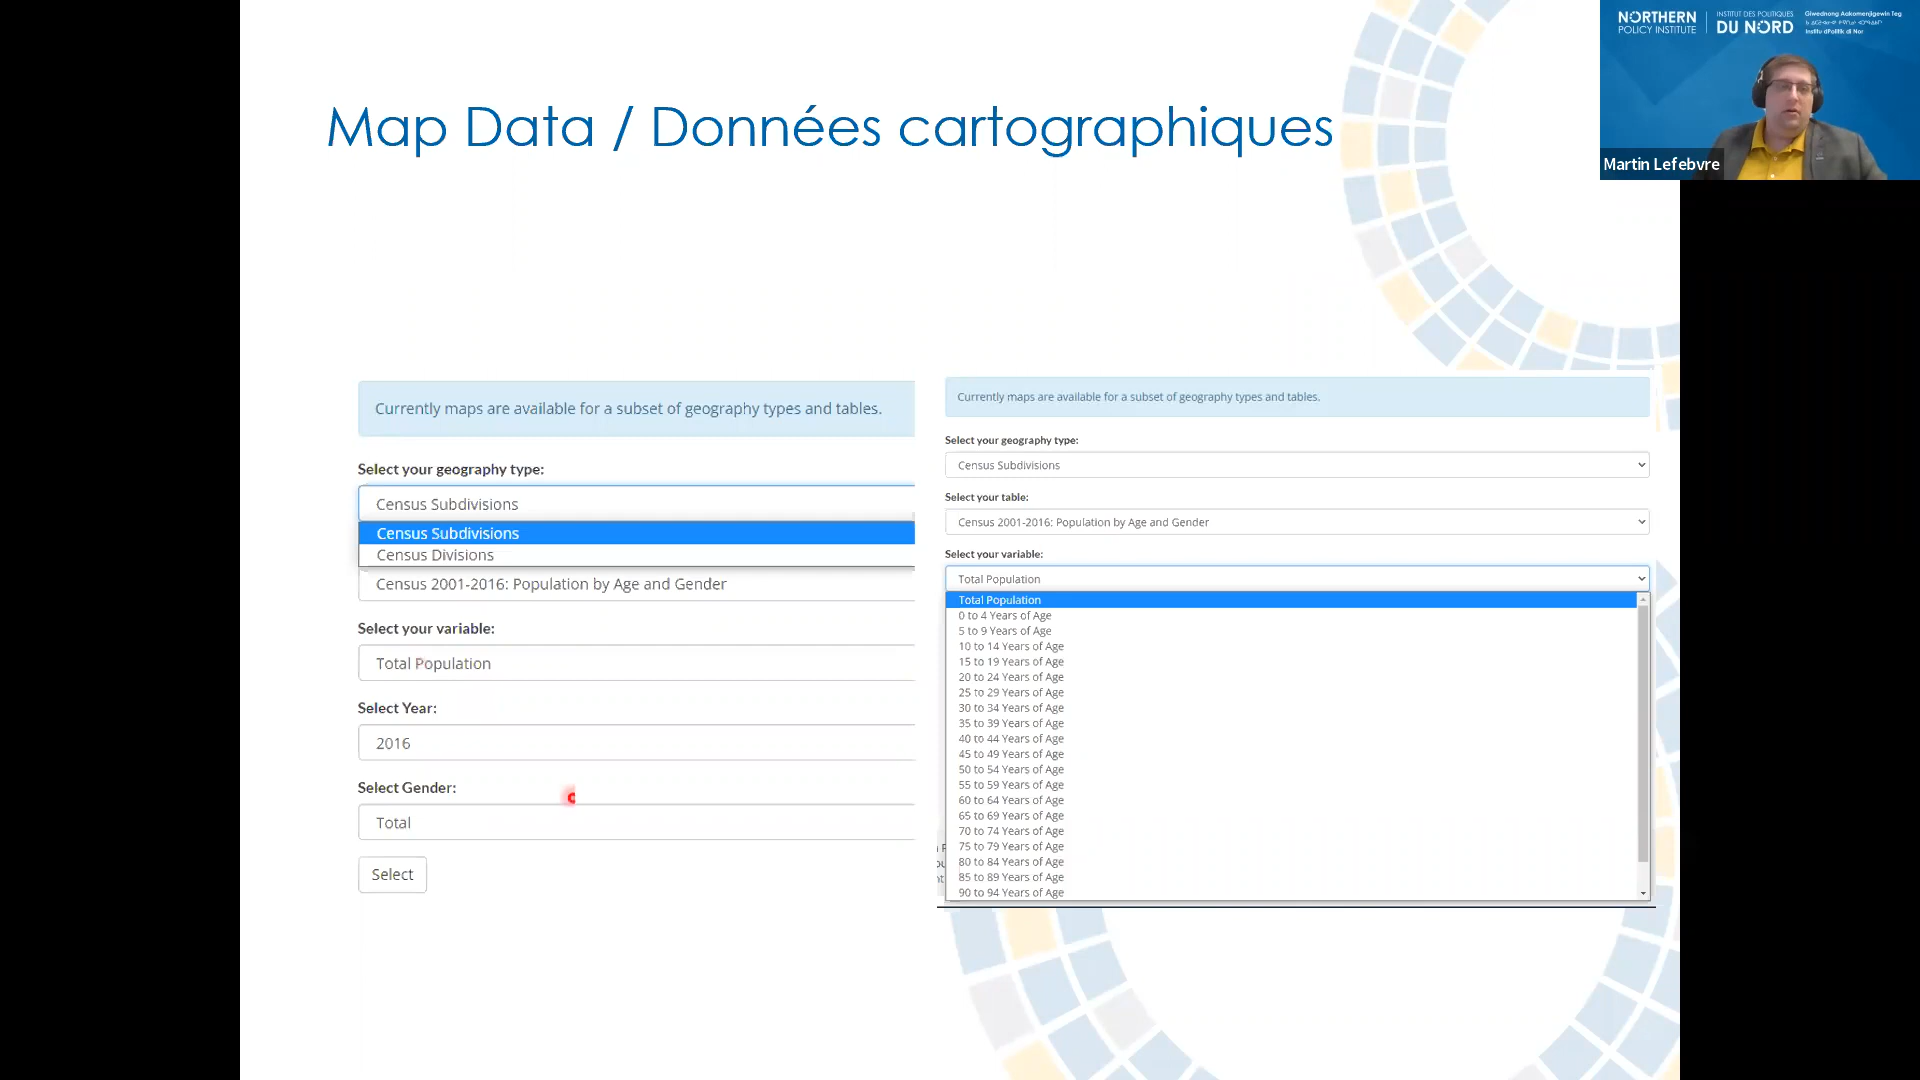 Map Data / Données cartographiques
NORTHERN
POLICY INSTITUTE
INSTITUT DES POLITIQUES
DU NORD
Giwednong Aakomenjigewin Teg
Institu dPolitik di Nor
Martin Lefebvre
Currently maps are available for a subset of geography types and tables.
Select your geography type:
Census Subdivisions
Census Subdivisions
Census Divisions
Census 2001-2016: Population by Age and Gender
Select your variable:
Total Population
Select Year:
2016
Select Gender:
Total
Select
Currently maps are available for a subset of geography types and tables.
Select your geography type:
Census Subdivisions
Select your table:
Census 2001-2016: Population by Age and Gender
Select your variable:
Total Population
Total Population
0 to 4 Years of Age
5 to 9 Years of Age
10 to 14 Years of Age
15 to 19 Years of Age
20 to 24 Years of Age
25 to 29 Years of Age
30 to 34 Years of Age
35 to 39 Years of Age
40 to 44 Years of Age
45 to 49 Years of Age
50 to 54 Years of Age
55 to 59 Years of Age
60 to 64 Years of Age
65 to 69 Years of Age
70 to 74 Years of Age
75 to 79 Years of Age
80 to 84 Years of Age
85 to 89 Years of Age
90 to 94 Years of Age